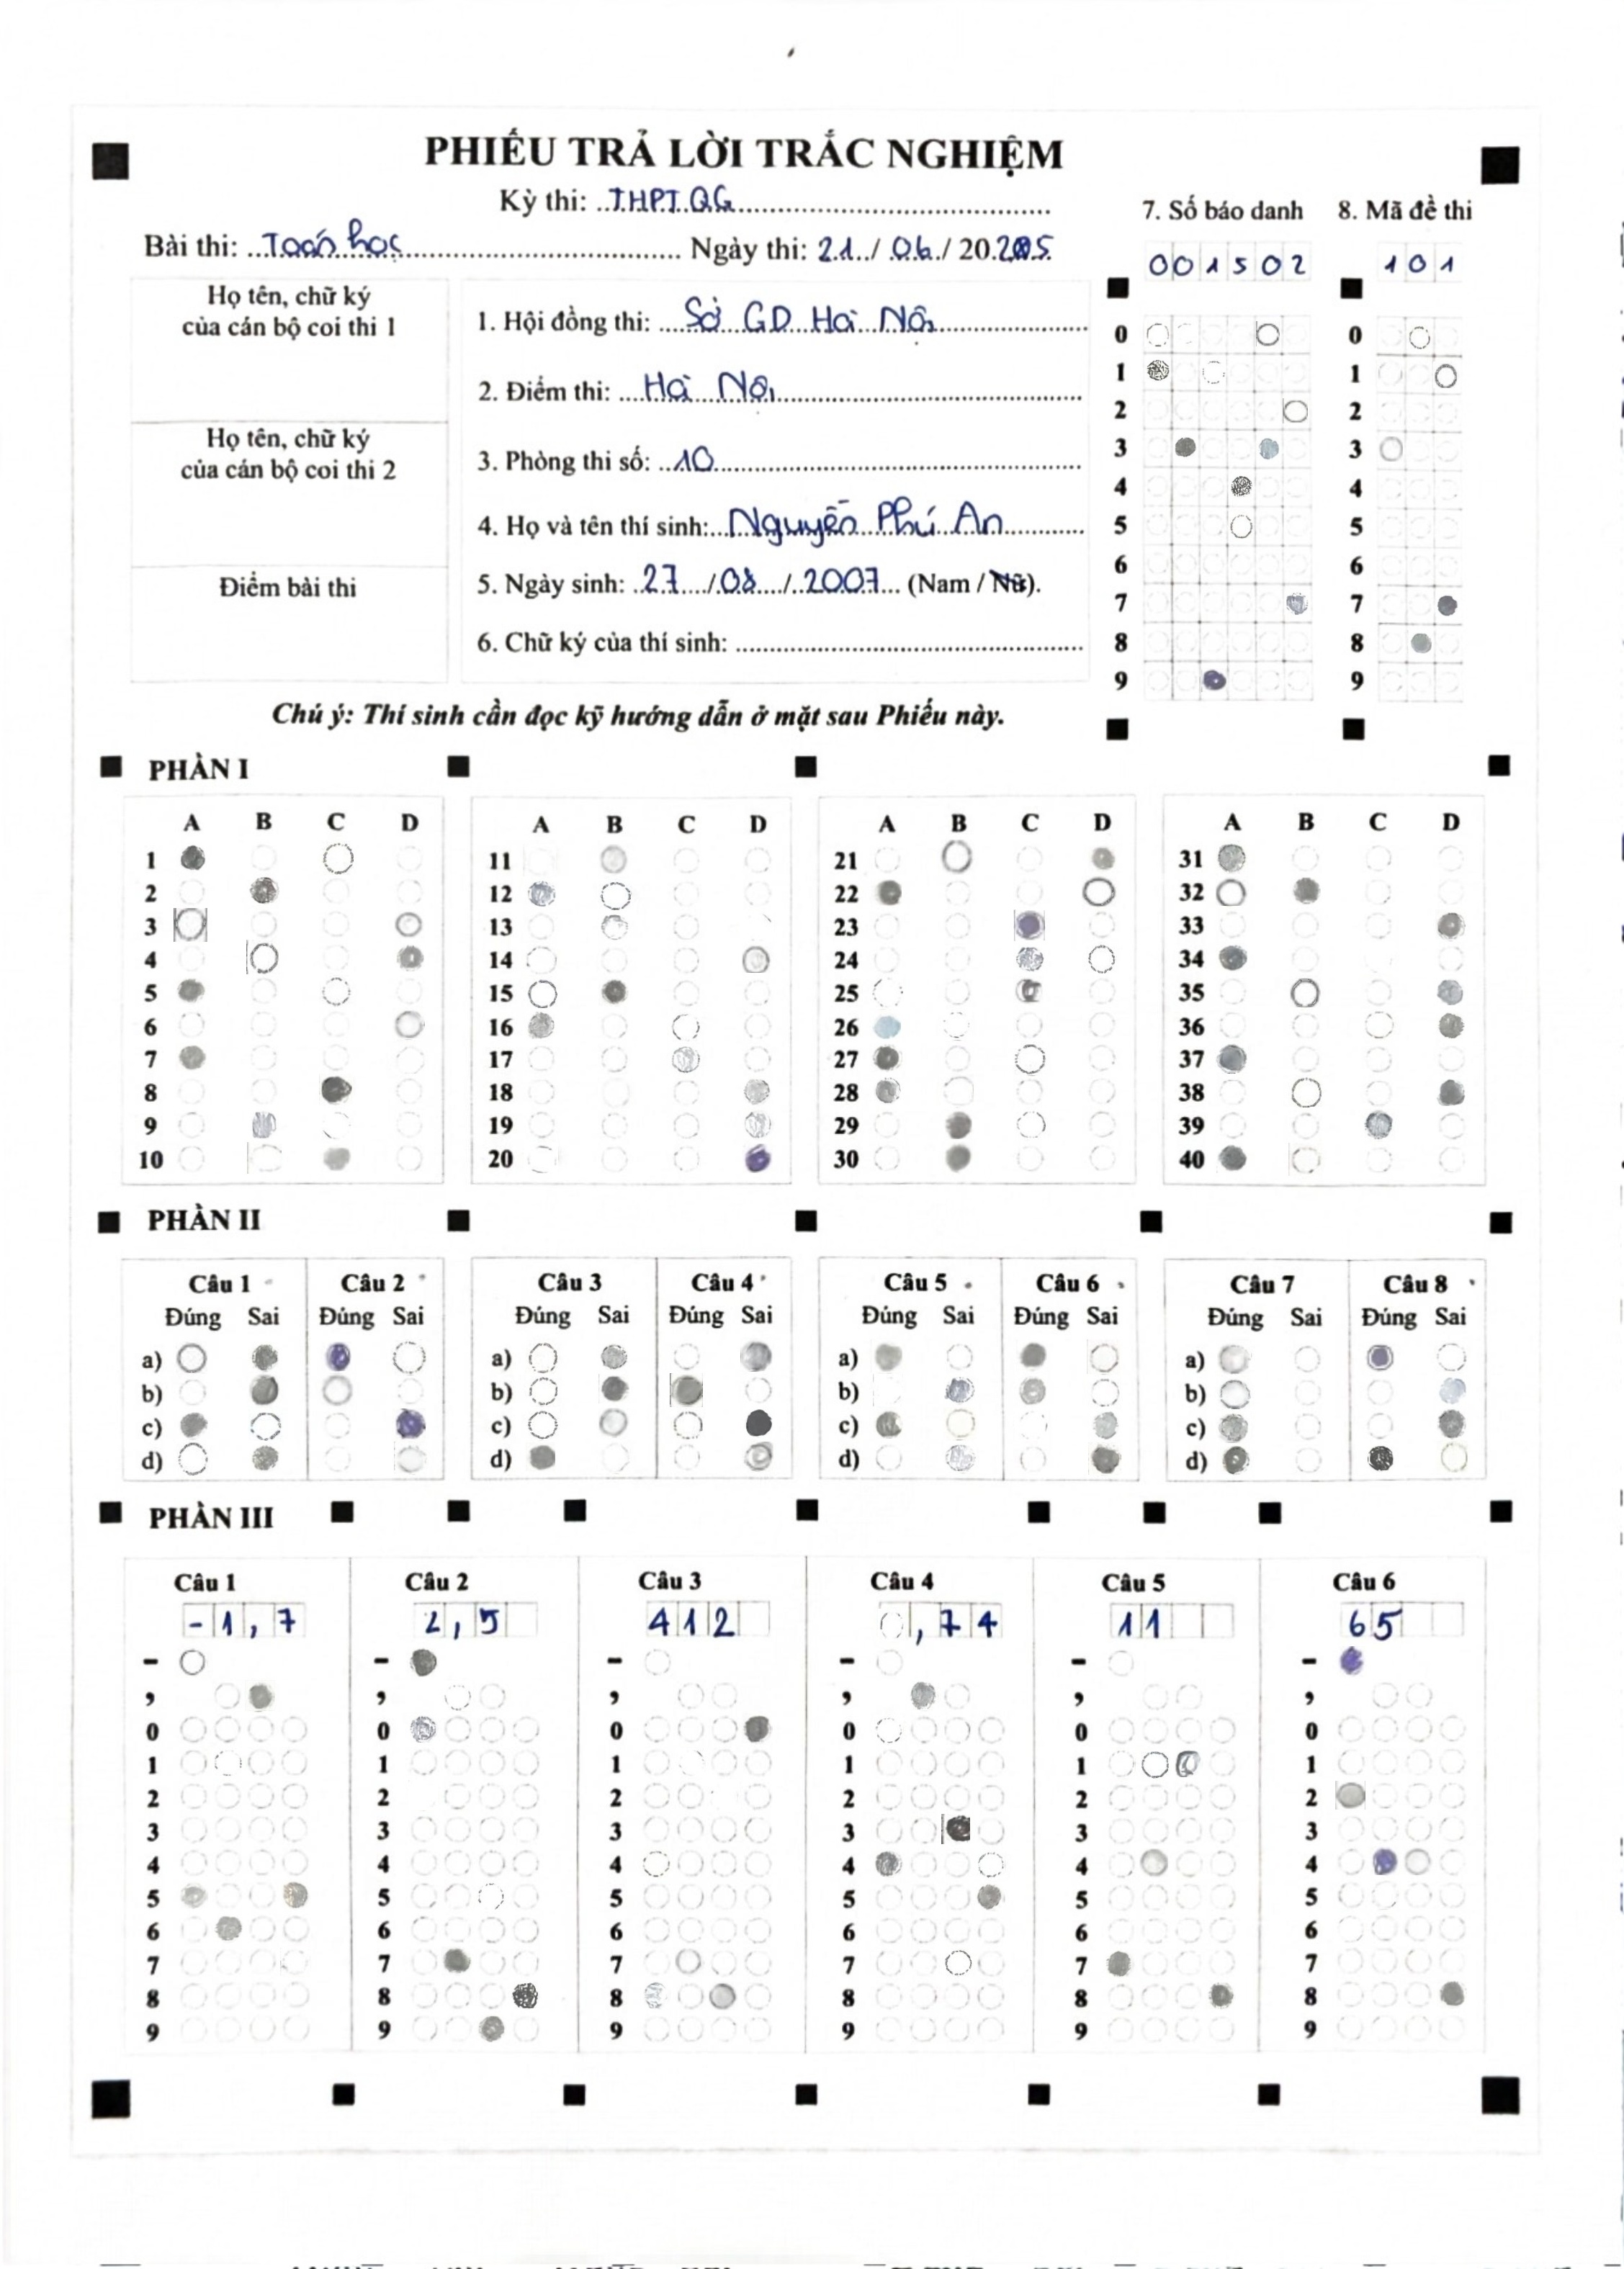 PHIẾU TRẢ LỜI TRẮC NGHIỆM
Kỳ thi: THPT QG
Bài thi: Toán học Ngày thi: 21 / 06 / 20
7. Số báo danh 8. Mã đề thi
001502 101
Họ tên, chữ ký
của cán bộ coi thi 1
Họ tên, chữ ký
của cán bộ coi thi 2
Điểm bài thi
1. Hội đồng thi: Sở GD Hà Nội
2. Điểm thi: Hà Nội
3. Phòng thi số: 10
4. Họ và tên thí sinh: Nguyễn Phú An
5. Ngày sinh: 27 / 08 / 2007 (Nam / Nữ).
6. Chữ ký của thí sinh:
0 0
1 1
2 2
3 3
4 4
5 5
6 6
7 7
8 8
9 9
Chú ý: Thí sinh cần đọc kỹ hướng dẫn ở mặt sau Phiếu này.
PHẦN I
A B C D A B C D A B C D A B C D
1 11 21 31
2 12 22 32
3 13 23 33
4 14 24 34
5 15 25 35
6 16 26 36
7 17 27 37
8 18 28 38
9 19 29 39
10 20 30 40
PHẦN II
Câu 1 Câu 2 Câu 3 Câu 4 Câu 5 Câu 6 Câu 7 Câu 8
Đúng Sai Đúng Sai Đúng Sai Đúng Sai Đúng Sai Đúng Sai Đúng Sai Đúng Sai
a) a) a) a)
b) b) b) b)
c) c) c) c)
d) d) d) d)
PHẦN III
Câu 1 Câu 2 Câu 3 Câu 4 Câu 5 Câu 6
-1,7 2,5 412 ,74 11 65
- - - - - -
, , , , , ,
0 0 0 0 0 0
1 1 1 1 1 1
2 2 2 2 2 2
3 3 3 3 3 3
4 4 4 4 4 4
5 5 5 5 5 5
6 6 6 6 6 6
7 7 7 7 7 7
8 8 8 8 8 8
9 9 9 9 9 9